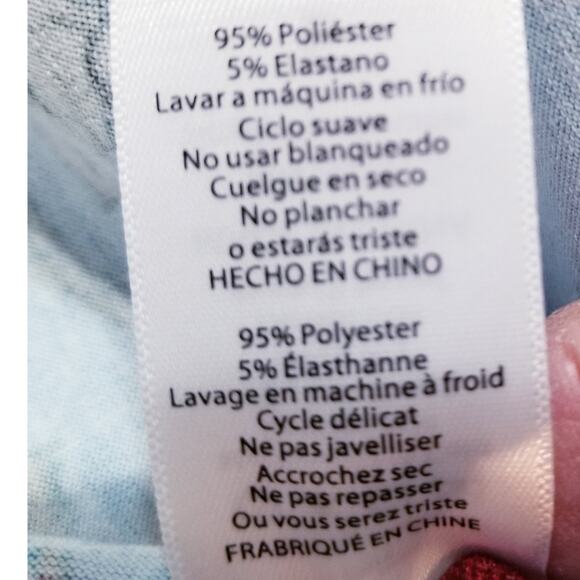 95% Poliéster
5% Elastano
Lavar a máquina en frío
Ciclo suave
No usar blanqueado
Cuelgue en seco
No planchar
o estarás triste
HECHO EN CHINO
95% Polyester
5% Élasthanne
Lavage en machine à froid
Cycle délicat
Ne pas javelliser
Accrochez sec
Ne pas repasser
Ou vous serez triste
FRABRIQUÉ EN CHINE